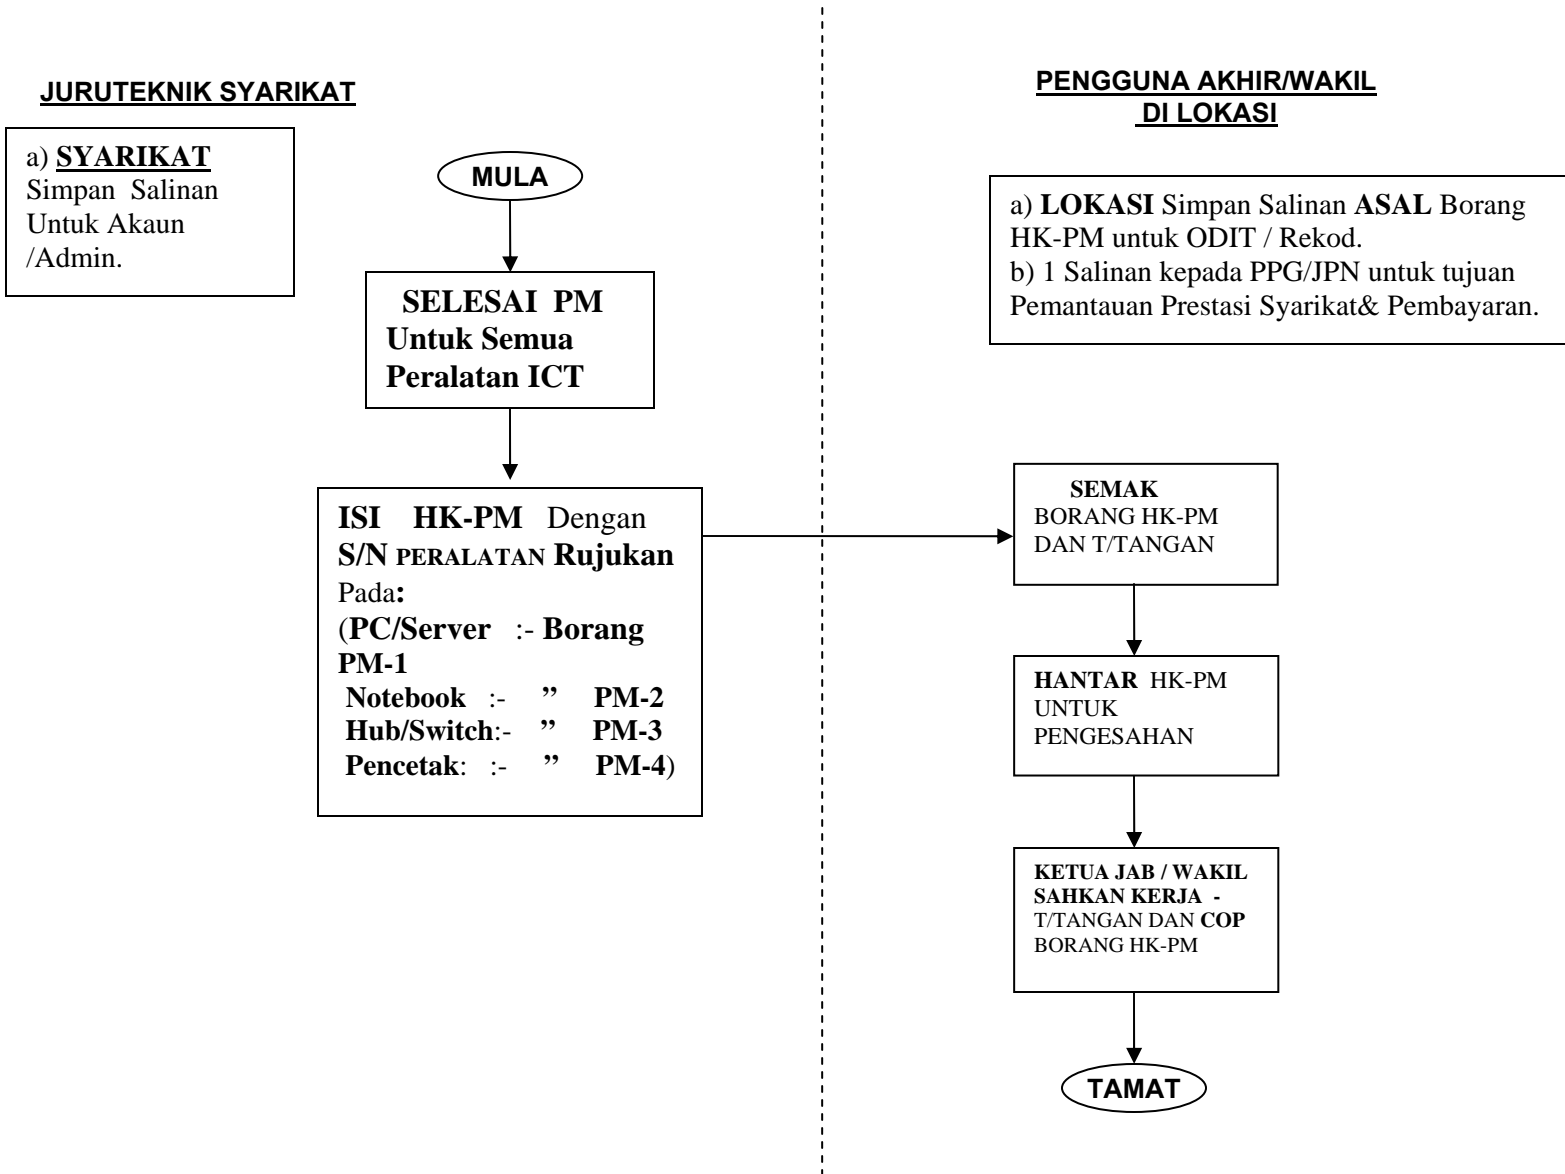 JURUTEKNIK SYARIKAT
a) SYARIKAT
Simpan Salinan
Untuk Akaun
/Admin.
MULA
SELESAI PM
Untuk Semua
Peralatan ICT
ISI HK-PM Dengan
S/N PERALATAN Rujukan
Pada:
(PC/Server :- Borang
PM-1
Notebook :- ” PM-2
Hub/Switch:- ” PM-3
Pencetak: :- ” PM-4)
PENGGUNA AKHIR/WAKIL
DI LOKASI
a) LOKASI Simpan Salinan ASAL Borang
HK-PM untuk ODIT / Rekod.
b) 1 Salinan kepada PPG/JPN untuk tujuan
Pemantauan Prestasi Syarikat& Pembayaran.
SEMAK
BORANG HK-PM
DAN T/TANGAN
HANTAR HK-PM
UNTUK
PENGESAHAN
KETUA JAB / WAKIL
SAHKAN KERJA -
T/TANGAN DAN COP
BORANG HK-PM
TAMAT